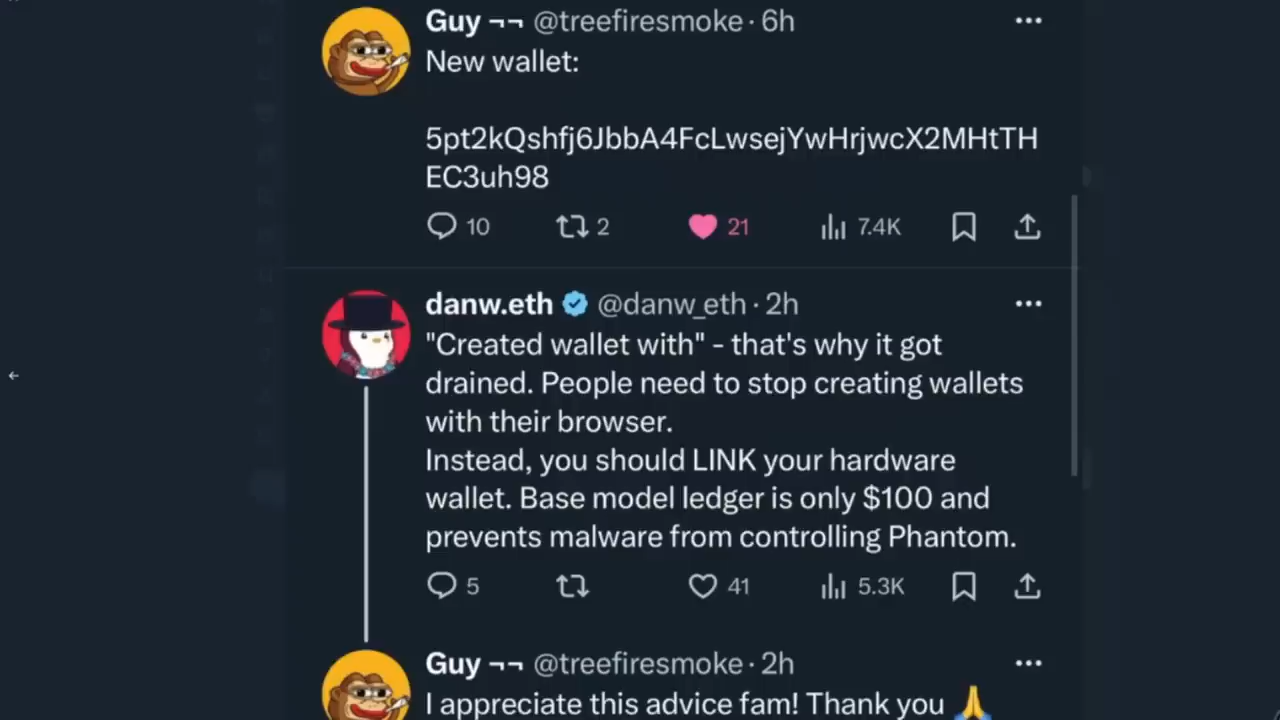 Guy ¬¬ @treefiresmoke · 6h
New wallet:
5pt2kQshfj6JbbA4FcLwsejYwHrjwcX2MHtTH
EC3uh98
10 2 21 7.4K
danw.eth @danw_eth · 2h
"Created wallet with" - that's why it got
drained. People need to stop creating wallets
with their browser.
Instead, you should LINK your hardware
wallet. Base model ledger is only $100 and
prevents malware from controlling Phantom.
5 41 5.3K
Guy ¬¬ @treefiresmoke · 2h
I appreciate this advice fam! Thank you 🙏